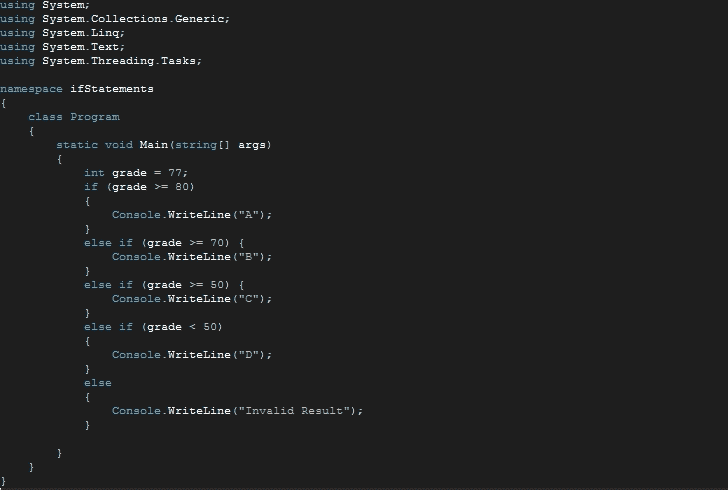 using System;
using System.Collections.Generic;
using System.Linq;
using System.Text;
using System.Threading.Tasks;

namespace ifStatements
{
    class Program
    {
        static void Main(string[] args)
        {
            int grade = 77;
            if (grade >= 80)
            {
                Console.WriteLine("A");
            }
            else if (grade >= 70) {
                Console.WriteLine("B");
            }
            else if (grade >= 50) {
                Console.WriteLine("C");
            }
            else if (grade < 50)
            {
                Console.WriteLine("D");
            }
            else
            {
                Console.WriteLine("Invalid Result");
            }

        }
    }
}